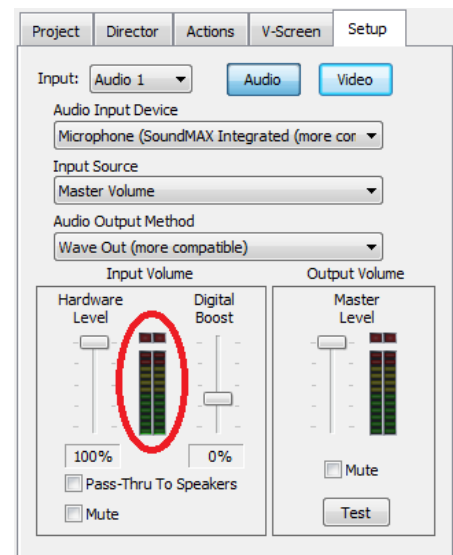 Project Director Actions V-Screen Setup
Input: Audio 1 Audio Video
Audio Input Device
Microphone (SoundMAX Integrated (more cor
Input Source
Master Volume
Audio Output Method
Wave Out (more compatible)
Input Volume Output Volume
Hardware Level
Digital Boost
Master Level
100% 0%
Pass-Thru To Speakers
Mute
Mute
Test